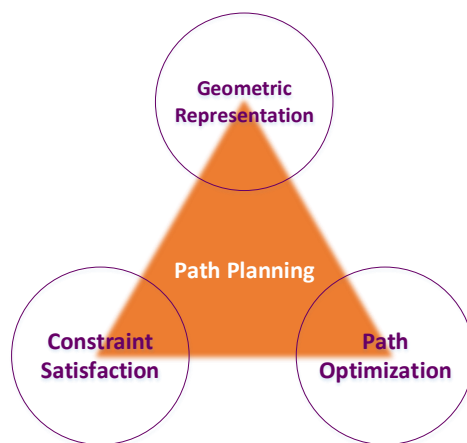 Geometric
Representation
Path Planning
Constraint
Satisfaction
Path
Optimization